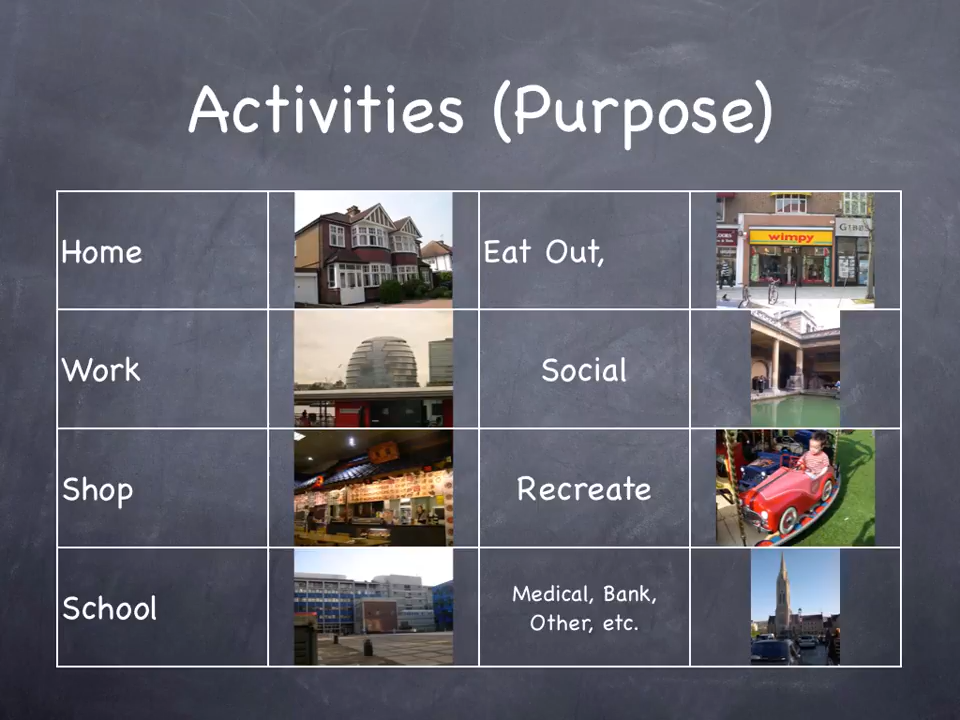 Activities (Purpose)
Home
Eat Out,
wimpy
Work
Social
Shop
Recreate
School
Medical, Bank,
Other, etc.